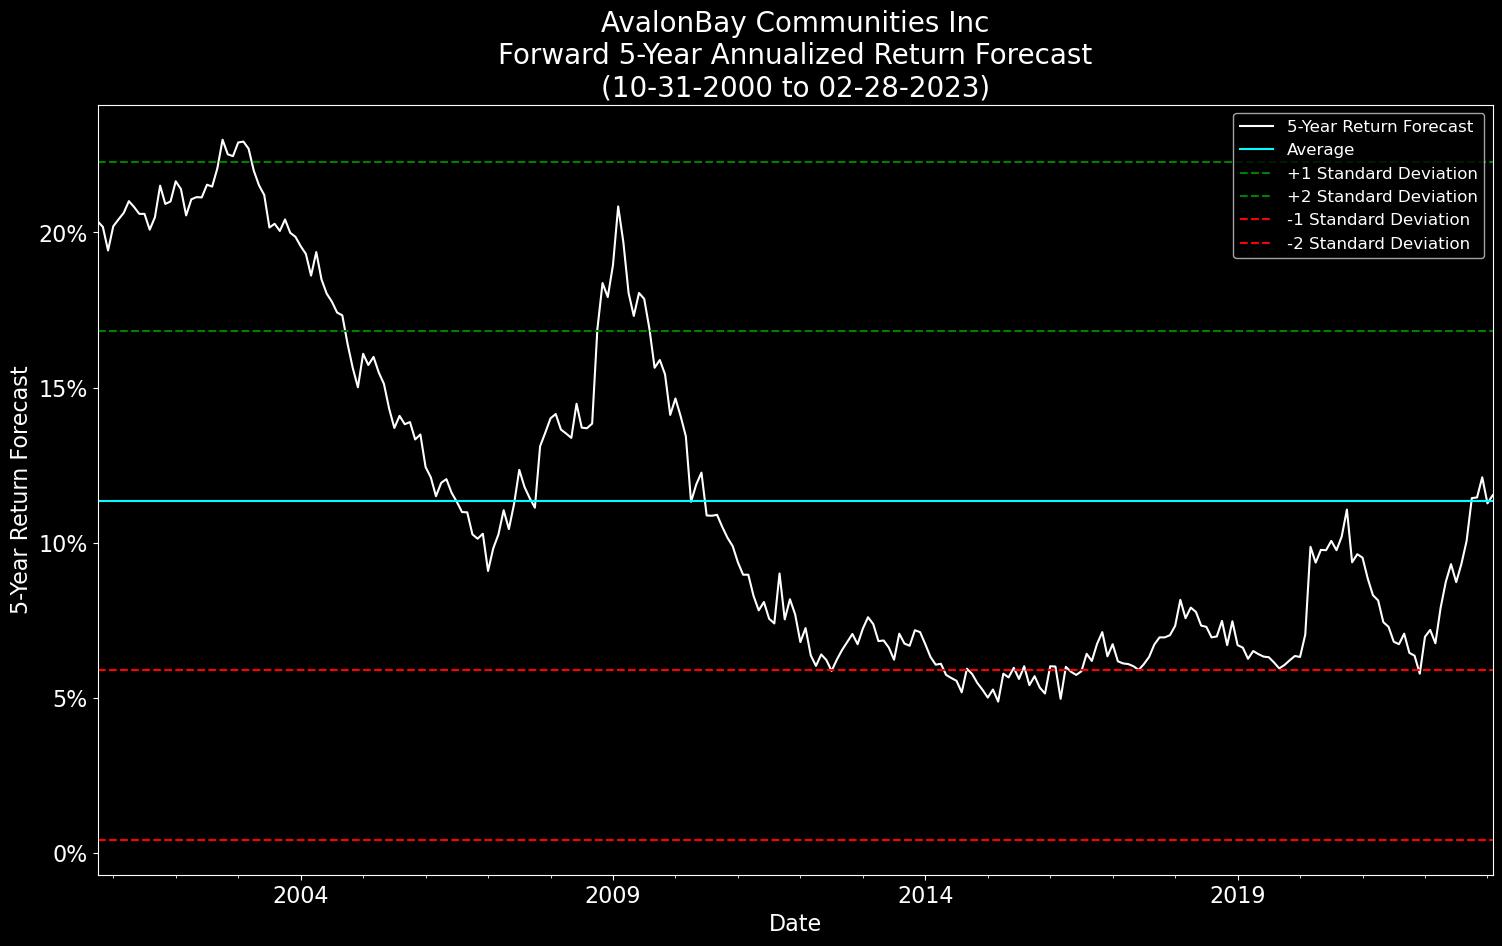 AvalonBay Communities Inc
Forward 5-Year Annualized Return Forecast
(10-31-2000 to 02-28-2023)
5-Year Return Forecast
Average
+1 Standard Deviation
+2 Standard Deviation
-1 Standard Deviation
-2 Standard Deviation
5-Year Return Forecast
20%
15%
10%
5%
0%
2004
2009
2014
2019
Date